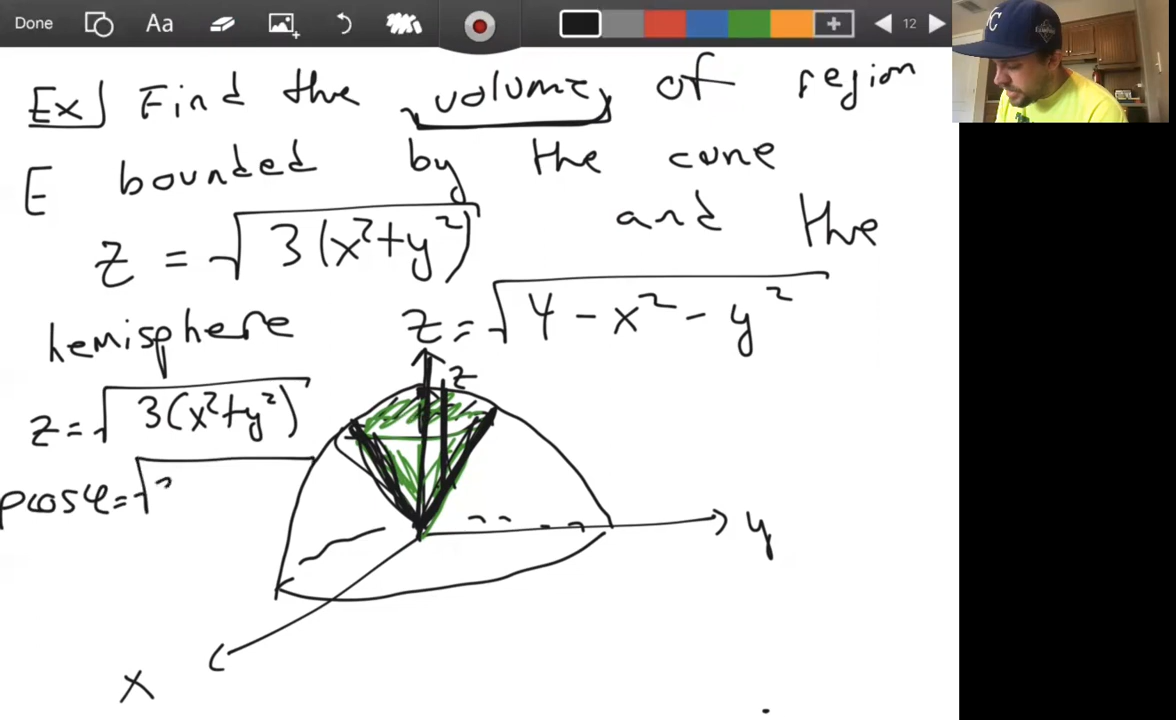 Done Aa 12
Ex] Find the volume of region
E bounded by the cone
z = √3(x²+y²) and the
hemisphere z = √4 - x² - y²
z
z = √3(x²+y²)
ρcosφ = √
y
x